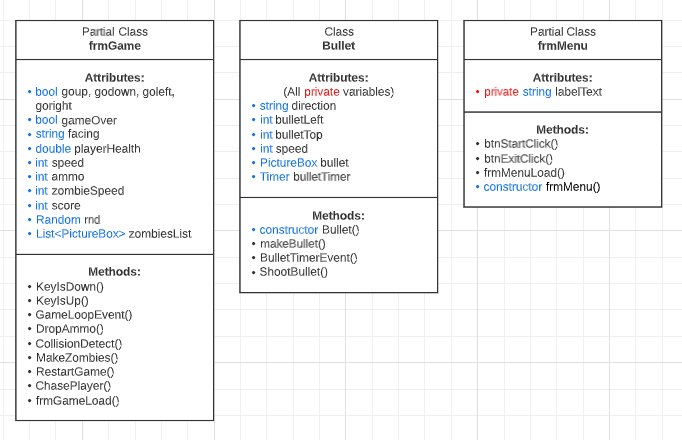 Partial Class
frmGame
Attributes:
• bool goup, godown, goleft,
goright
• bool gameOver
• string facing
• double playerHealth
• int speed
• int ammo
• int zombieSpeed
• int score
• Random rnd
• List<PictureBox> zombiesList
Methods:
• KeyIsDown()
• KeyIsUp()
• GameLoopEvent()
• DropAmmo()
• CollisionDetect()
• MakeZombies()
• RestartGame()
• ChasePlayer()
• frmGameLoad()
Class
Bullet
Attributes:
(All private variables)
• string direction
• int bulletLeft
• int bulletTop
• int speed
• PictureBox bullet
• Timer bulletTimer
Methods:
• constructor Bullet()
• makeBullet()
• BulletTimerEvent()
• ShootBullet()
Partial Class
frmMenu
Attributes:
• private string labelText
Methods:
• btnStartClick()
• btnExitClick()
• frmMenuLoad()
• constructor frmMenu()